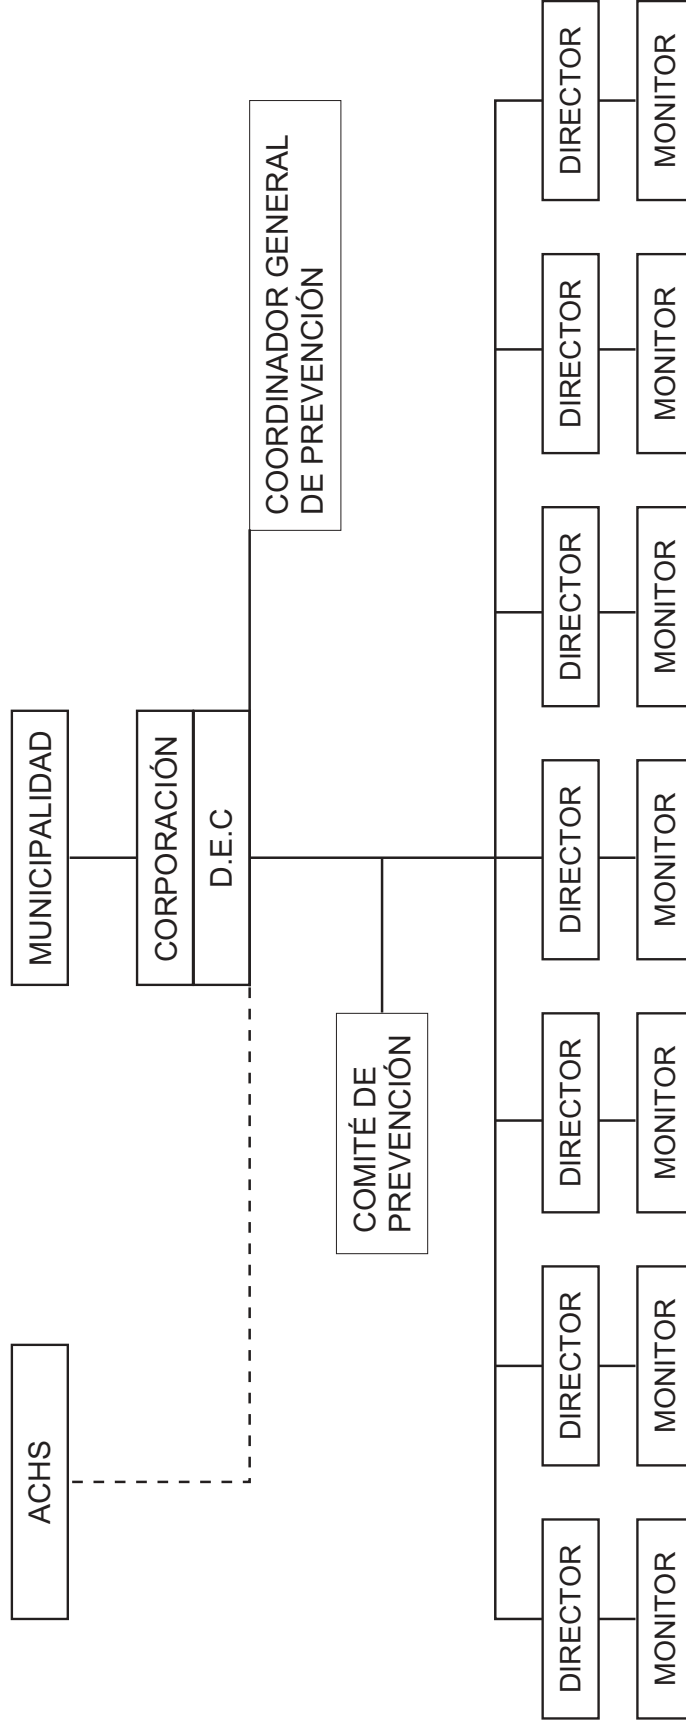 ACHS
MUNICIPALIDAD
CORPORACIÓN
D.E.C
COORDINADOR GENERAL
DE PREVENCIÓN
COMITÉ DE
PREVENCIÓN
DIRECTOR
DIRECTOR
DIRECTOR
DIRECTOR
DIRECTOR
DIRECTOR
DIRECTOR
MONITOR
MONITOR
MONITOR
MONITOR
MONITOR
MONITOR
MONITOR